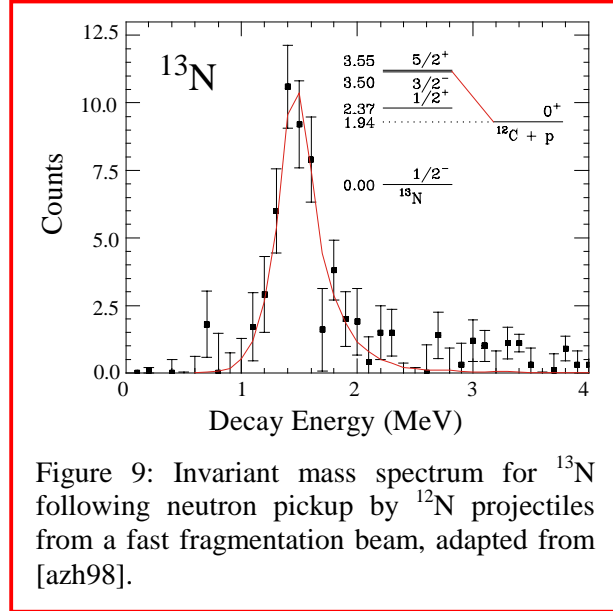 12.5
10.0
7.5
5.0
2.5
0.0
Counts
¹³N
3.55 5/2⁺
3.50 3/2⁻
2.37 1/2⁺
1.94
0⁺
¹²C + p
0.00 1/2⁻
¹³N
0 1 2 3 4
Decay Energy (MeV)
Figure 9: Invariant mass spectrum for ¹³N
following neutron pickup by ¹²N projectiles
from a fast fragmentation beam, adapted from
[azh98].